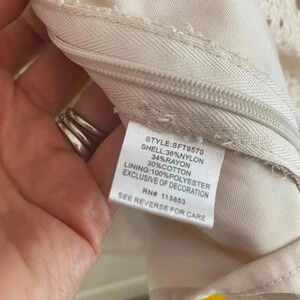 STYLE:SFT9570
SHELL:36%NYLON
34%RAYON
30%COTTON
LINING:100%POLYESTER
EXCLUSIVE OF DECORATION
RN# 113653
SEE REVERSE FOR CARE